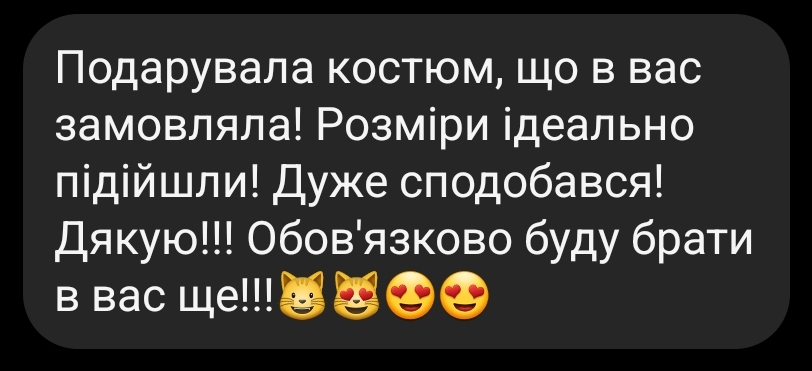 Подарувала костюм, що в вас
замовляла! Розміри ідеально
підійшли! Дуже сподобався!
Дякую!!! Обов'язково буду брати
в вас ще!!!😺😻😍😍